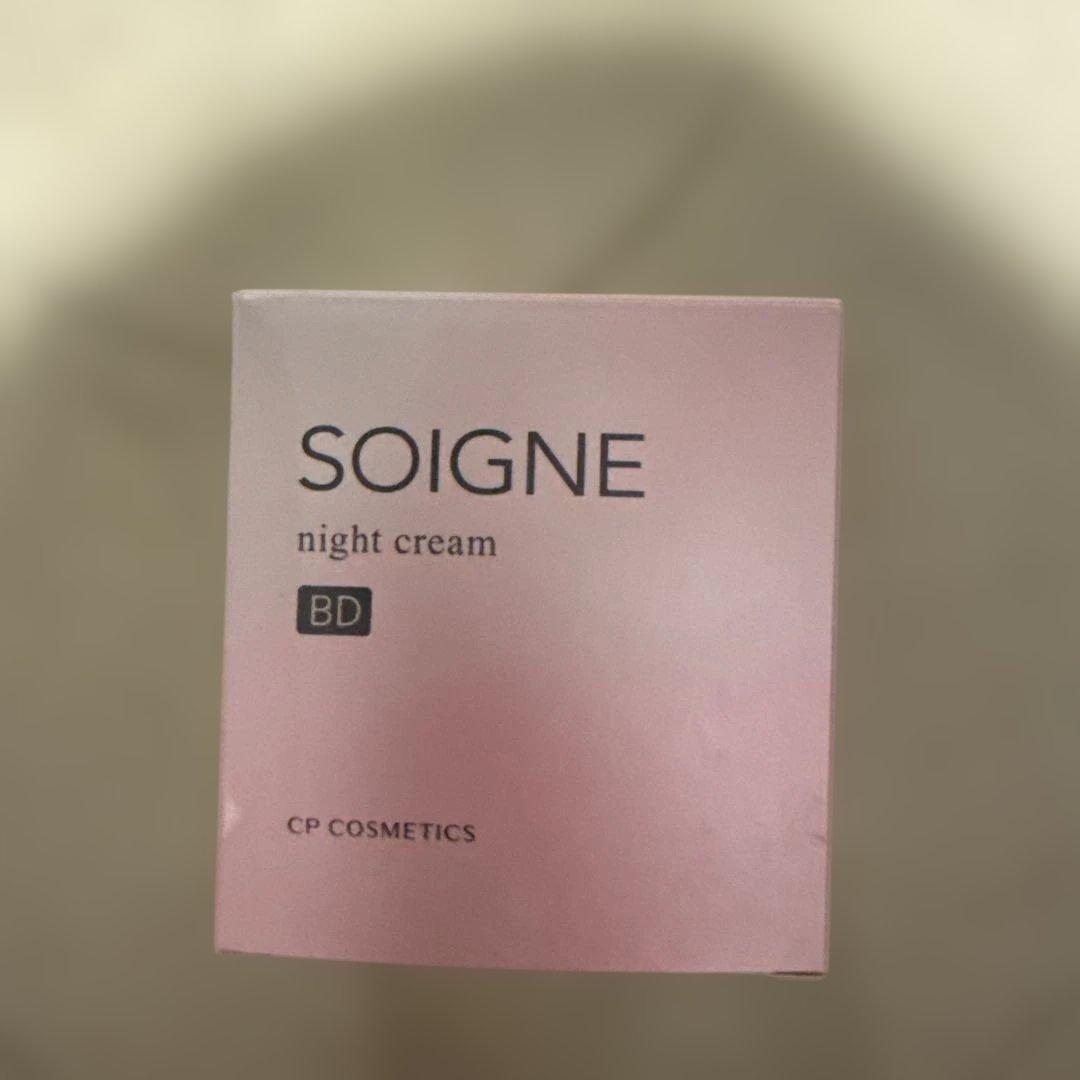 SOIGNE
night cream
BD
CP COSMETICS